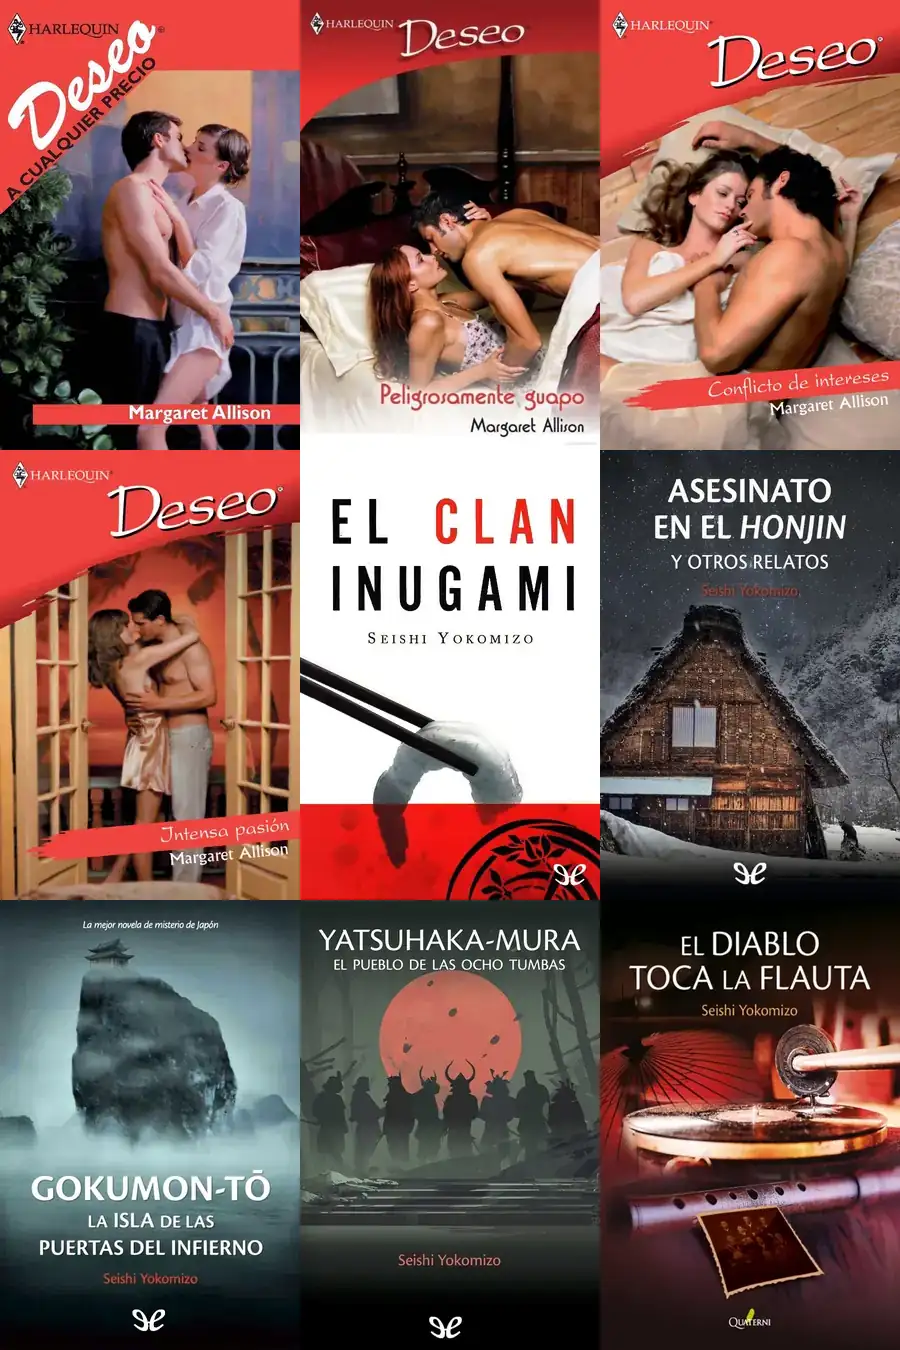 HARLEQUIN
Deseo
A CUALQUIER PRECIO
Margaret Allison
HARLEQUIN
Deseo
Peligrosamente guapo
Margaret Allison
HARLEQUIN
Deseo
Conflicto de intereses
Margaret Allison
HARLEQUIN
Deseo
Intensa pasión
Margaret Allison
EL CLAN
INUGAMI
SEISHI YOKOMIZO
ASESINATO
EN EL HONJIN
Y OTROS RELATOS
Seishi Yokomizo
La mejor novela de misterio de Japón
GOKUMON-TŌ
LA ISLA DE LAS
PUERTAS DEL INFIERNO
Seishi Yokomizo
YATSUHAKA-MURA
EL PUEBLO DE LAS OCHO TUMBAS
Seishi Yokomizo
EL DIABLO
TOCA LA FLAUTA
Seishi Yokomizo
QUATERNI